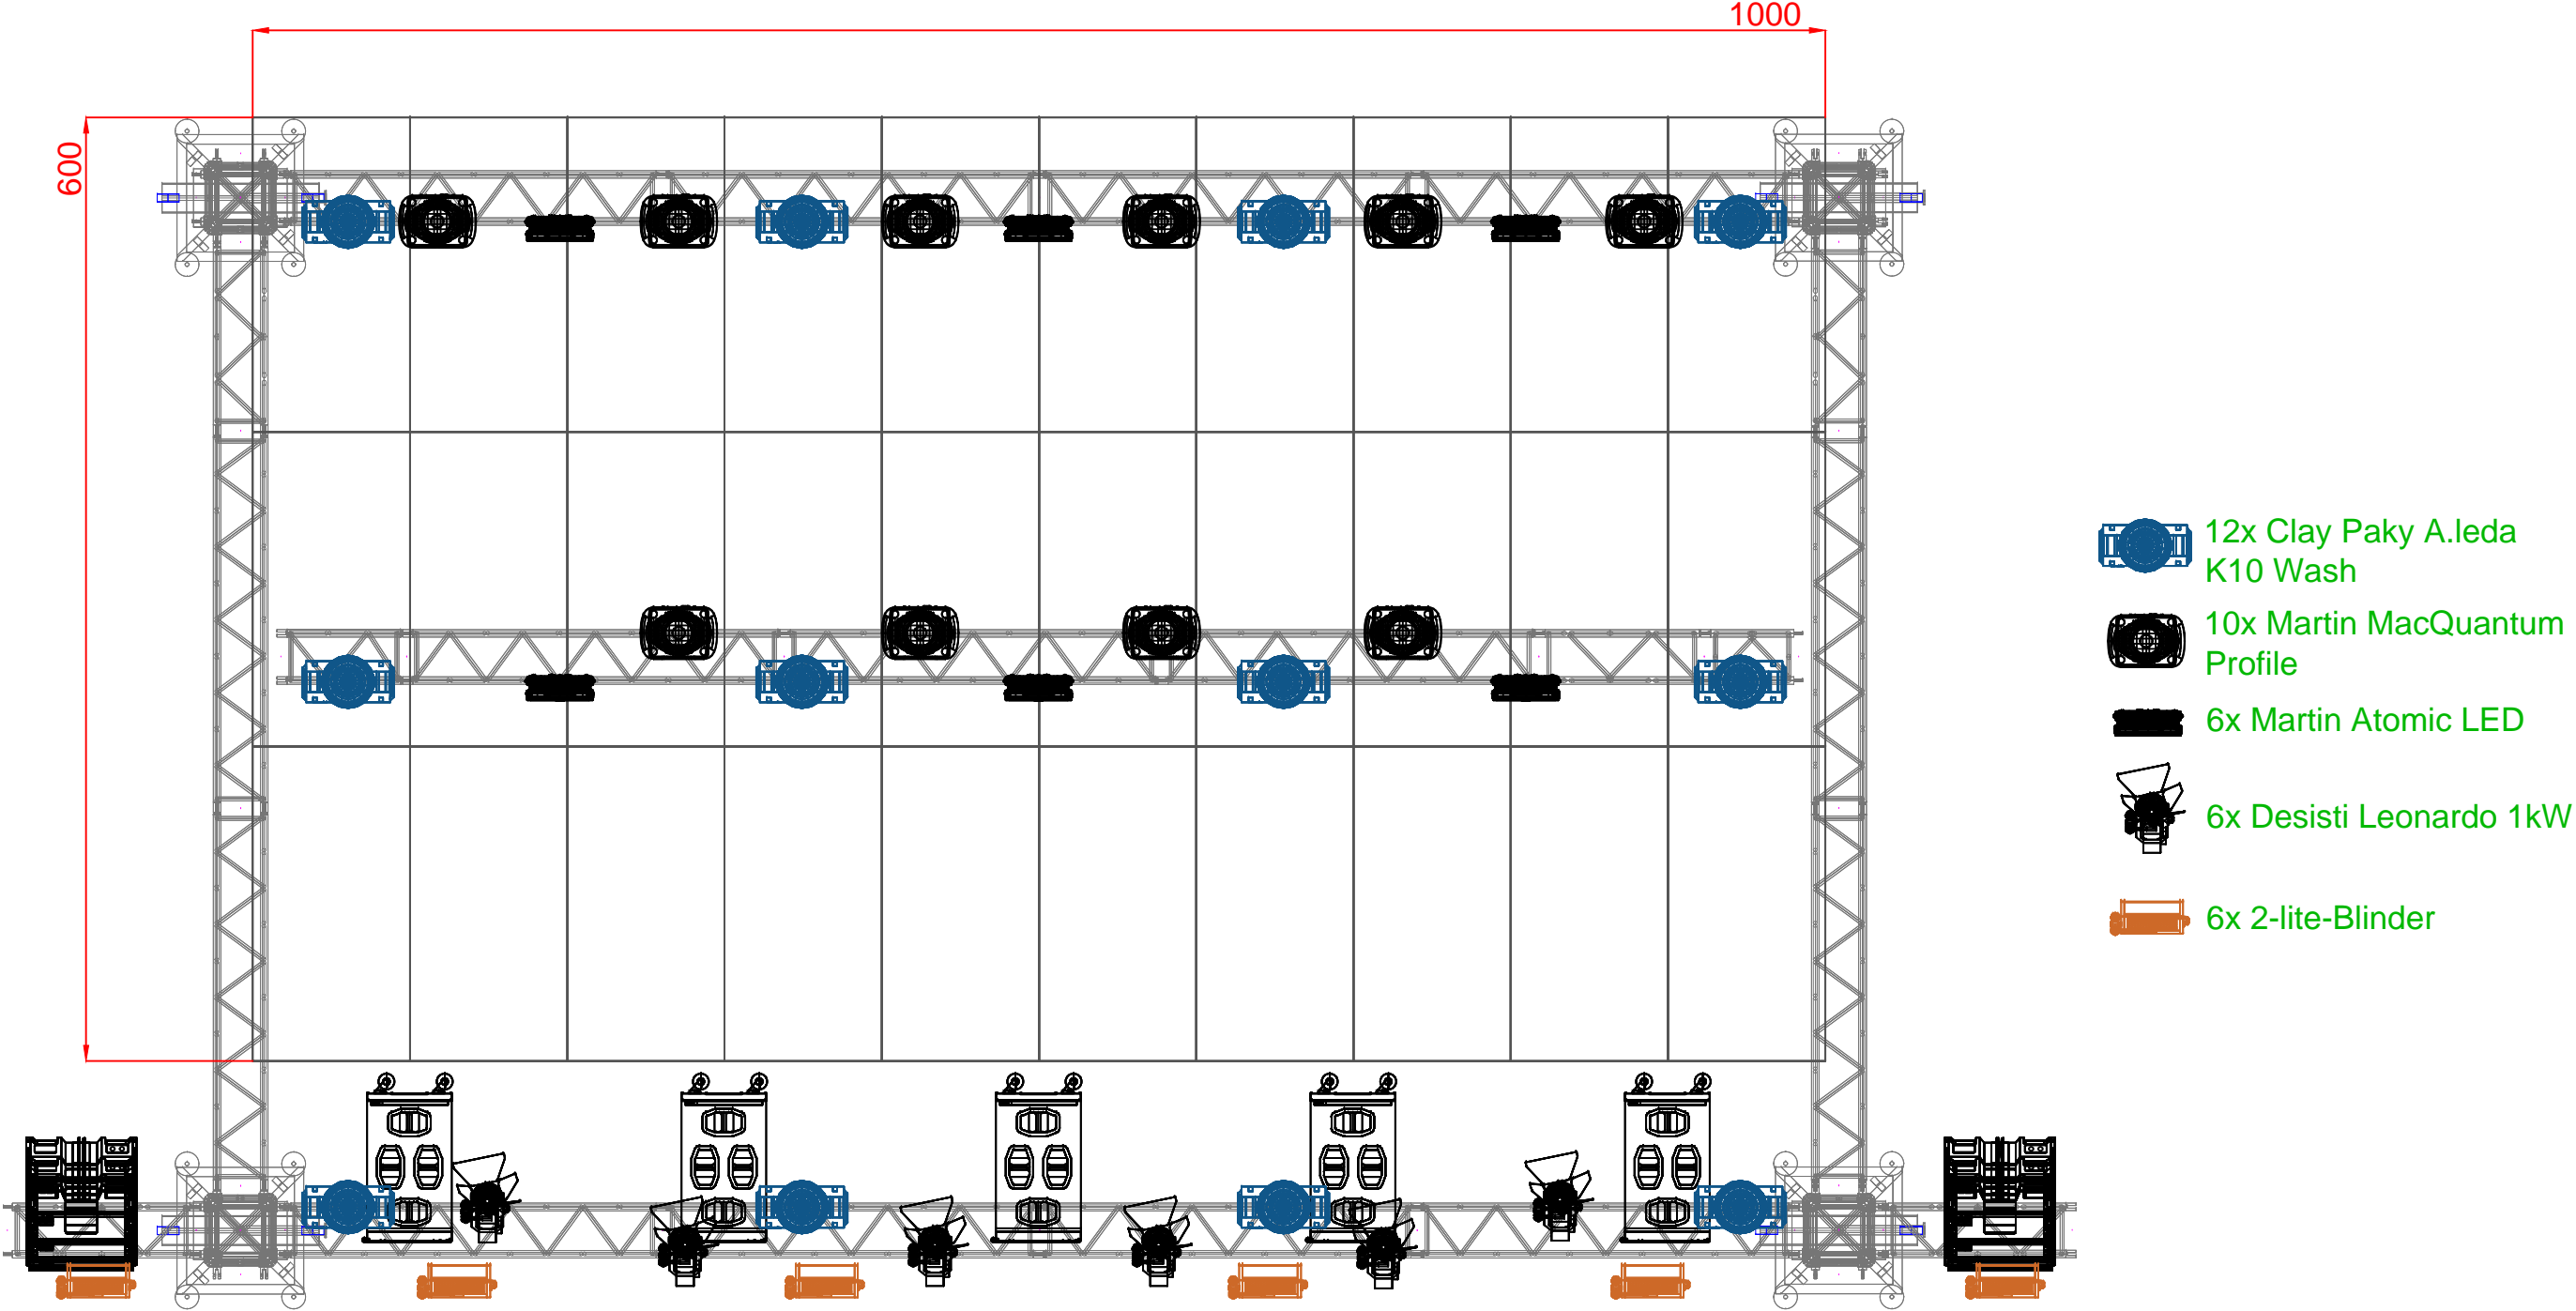 1000
600
12x Clay Paky A.leda
K10 Wash
10x Martin MacQuantum
Profile
6x Martin Atomic LED
6x Desisti Leonardo 1kW
6x 2-lite-Blinder